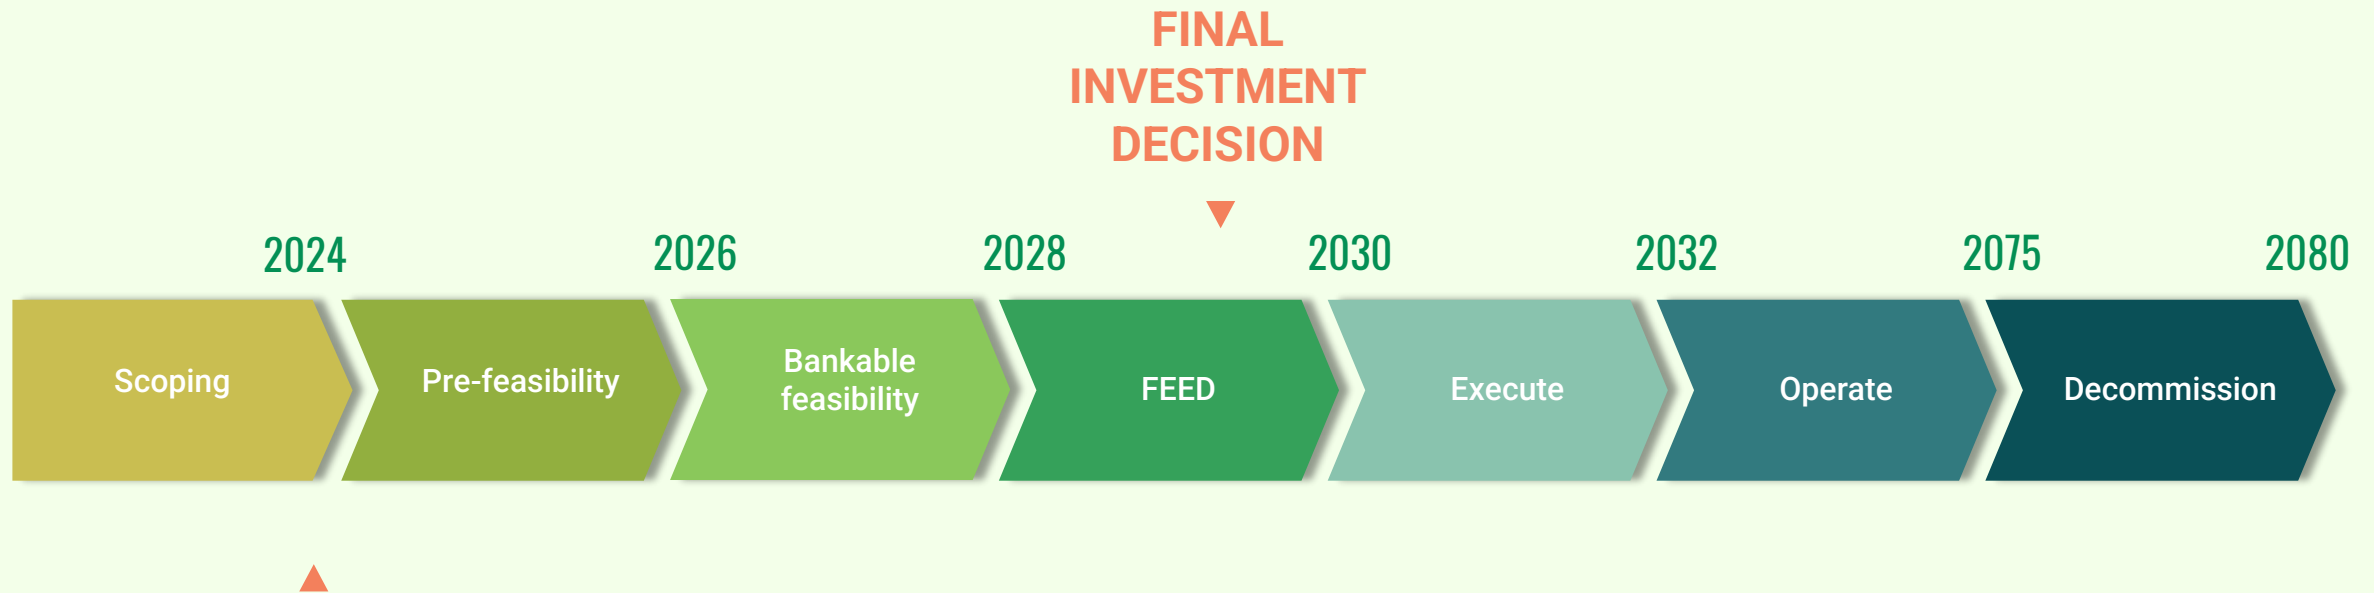 FINAL
INVESTMENT
DECISION
2024
2026
2028
2030
2032
2075
2080
Scoping
Pre-feasibility
Bankable
feasibility
FEED
Execute
Operate
Decommission